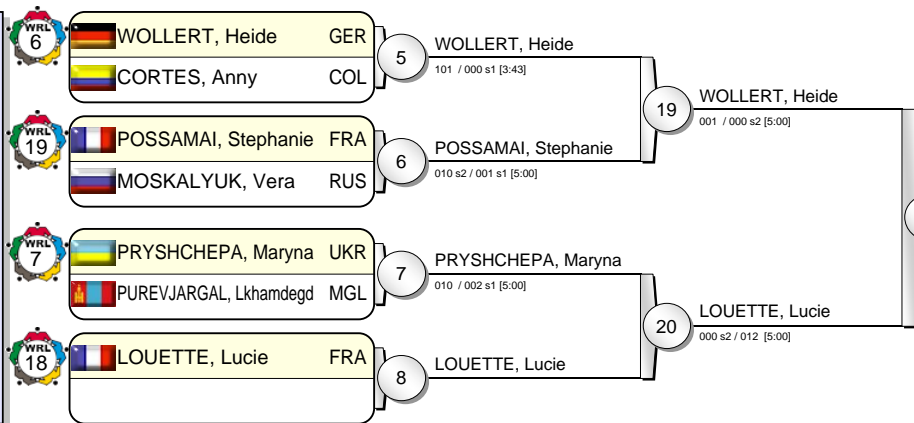 WRL
6
WOLLERT, Heide GER
CORTES, Anny COL
5
WOLLERT, Heide
101 / 000 s1 [3:43]
WRL
19
POSSAMAI, Stephanie FRA
MOSKALYUK, Vera RUS
6
POSSAMAI, Stephanie
010 s2 / 001 s1 [5:00]
19
WOLLERT, Heide
001 / 000 s2 [5:00]
WRL
7
PRYSHCHEPA, Maryna UKR
PUREVJARGAL, Lkhamdegd MGL
7
PRYSHCHEPA, Maryna
010 / 002 s1 [5:00]
WRL
18
LOUETTE, Lucie FRA
8
LOUETTE, Lucie
20
LOUETTE, Lucie
000 s2 / 012 [5:00]